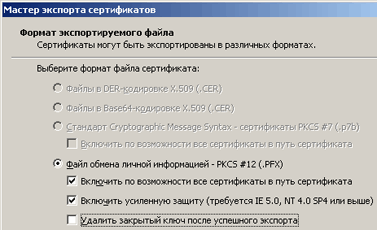 Мастер экспорта сертификатов
Формат экспортируемого файла
Сертификаты могут быть экспортированы в различных форматах.
Выберите формат файла сертификата:
Файлы в DER-кодировке X.509 (.CER)
Файлы в Base64-кодировке X.509 (.CER)
Стандарт Cryptographic Message Syntax - сертификаты PKCS #7 (.p7b)
Включить по возможности все сертификаты в путь сертификата
Файл обмена личной информацией - PKCS #12 (.PFX)
Включить по возможности все сертификаты в путь сертификата
Включить усиленную защиту (требуется IE 5.0, NT 4.0 SP4 или выше)
Удалить закрытый ключ после успешного экспорта